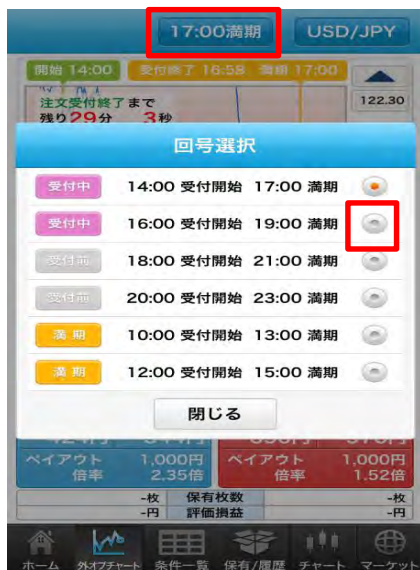 17:00満期 USD/JPY
開始 14:00 受付終了 16:58 満期 17:00
注文受付終了まで 122.30
残り29分 3秒
回号選択
受付中 14:00 受付開始 17:00 満期
受付中 16:00 受付開始 19:00 満期
受付前 18:00 受付開始 21:00 満期
受付前 20:00 受付開始 23:00 満期
満 期 10:00 受付開始 13:00 満期
満 期 12:00 受付開始 15:00 満期
閉じる
ペイアウト 1,000円 ペイアウト 1,000円
倍率 2.35倍 倍率 1.52倍
-枚 保有枚数 -枚
-円 評価損益 -円
ホーム 外オプチャート 条件一覧 保有/履歴 チャート マーケット